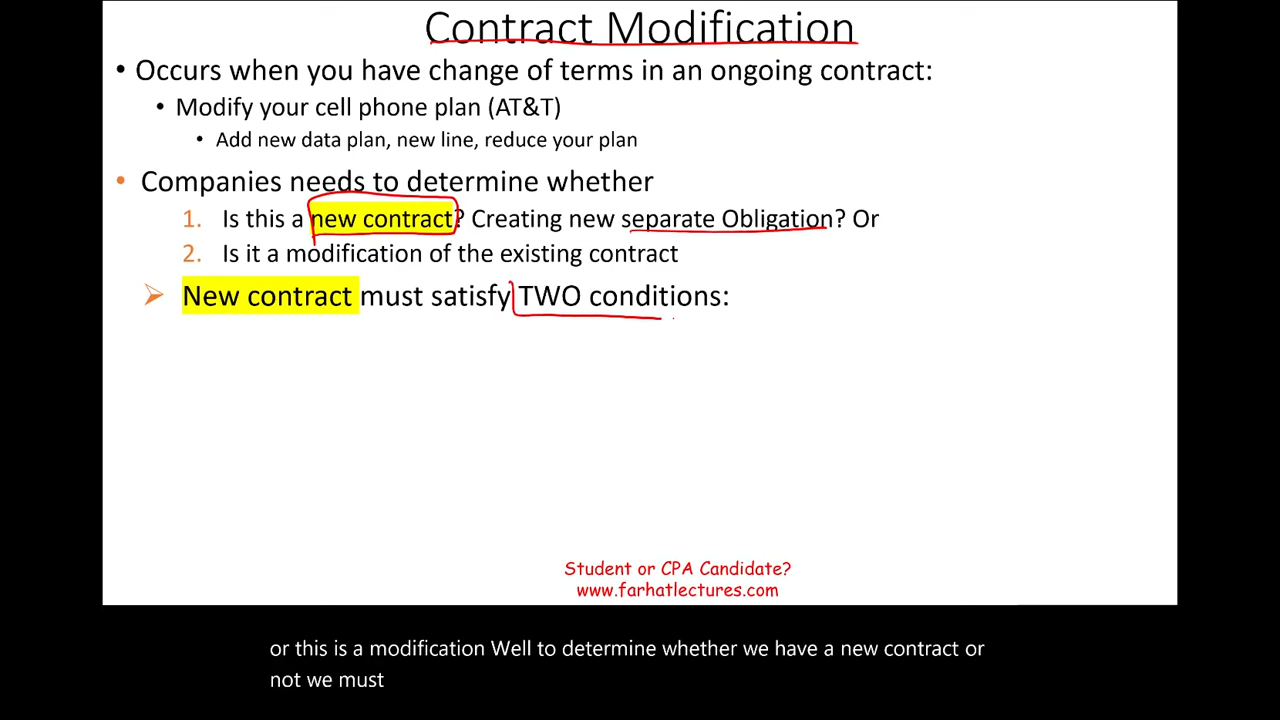 Contract Modification
• Occurs when you have change of terms in an ongoing contract:
• Modify your cell phone plan (AT&T)
• Add new data plan, new line, reduce your plan
• Companies needs to determine whether
1. Is this a new contract? Creating new separate Obligation? Or
2. Is it a modification of the existing contract
➢ New contract must satisfy TWO conditions:
Student or CPA Candidate?
www.farhatlectures.com
or this is a modification Well to determine whether we have a new contract or
not we must